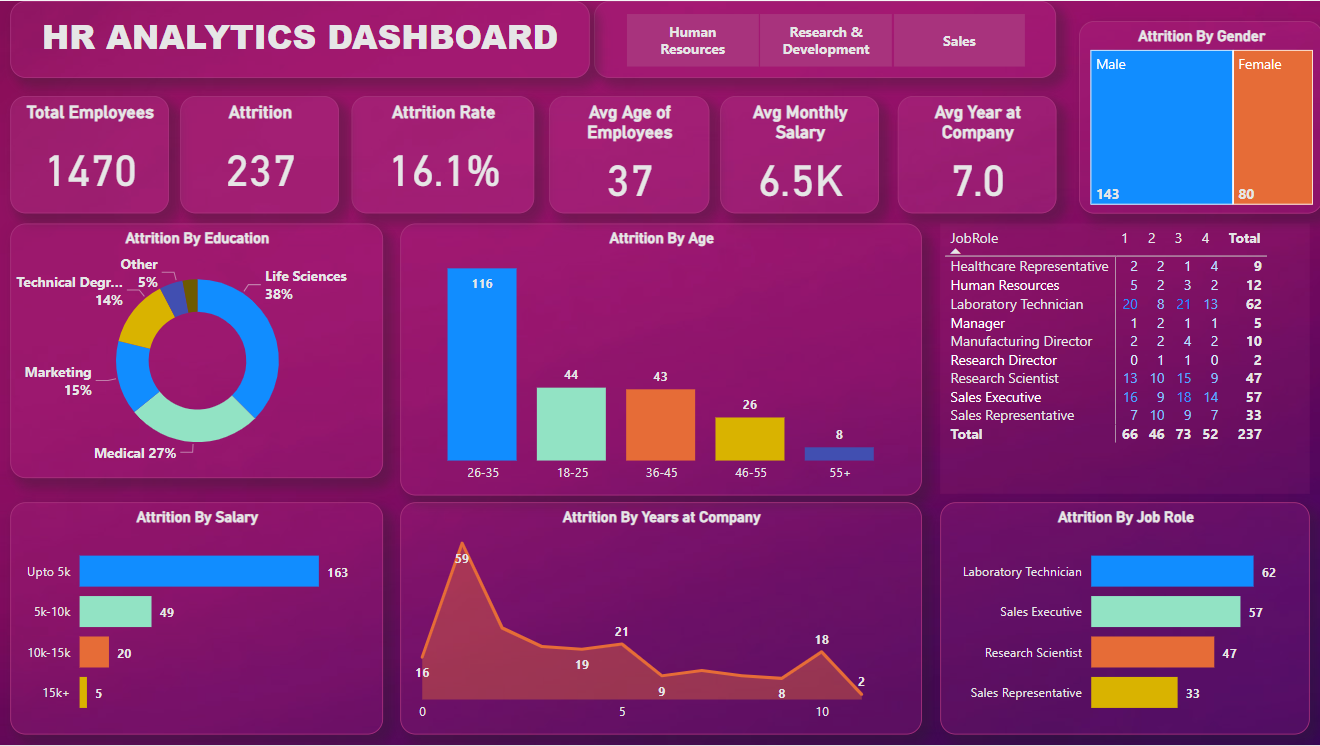 HR ANALYTICS DASHBOARD
Human
Resources
Research &
Development
Sales
Attrition By Gender
Male
Female
143
80
Total Employees
1470
Attrition
237
Attrition Rate
16.1%
Avg Age of
Employees
37
Avg Monthly
Salary
6.5K
Avg Year at
Company
7.0
Attrition By Education
Other
5%
Life Sciences
38%
Technical Degr...
14%
Marketing
15%
Medical 27%
Attrition By Age
116
44
43
26
8
26-35
18-25
36-45
46-55
55+
JobRole 1 2 3 4 Total
Healthcare Representative 2 2 1 4 9
Human Resources 5 2 3 2 12
Laboratory Technician 20 8 21 13 62
Manager 1 2 1 1 5
Manufacturing Director 2 2 4 2 10
Research Director 0 1 1 0 2
Research Scientist 13 10 15 9 47
Sales Executive 16 9 18 14 57
Sales Representative 7 10 9 7 33
Total 66 46 73 52 237
Attrition By Salary
Upto 5k 163
5k-10k 49
10k-15k 20
15k+ 5
Attrition By Years at Company
59
16
19
21
9
8
18
2
0
5
10
Attrition By Job Role
Laboratory Technician 62
Sales Executive 57
Research Scientist 47
Sales Representative 33